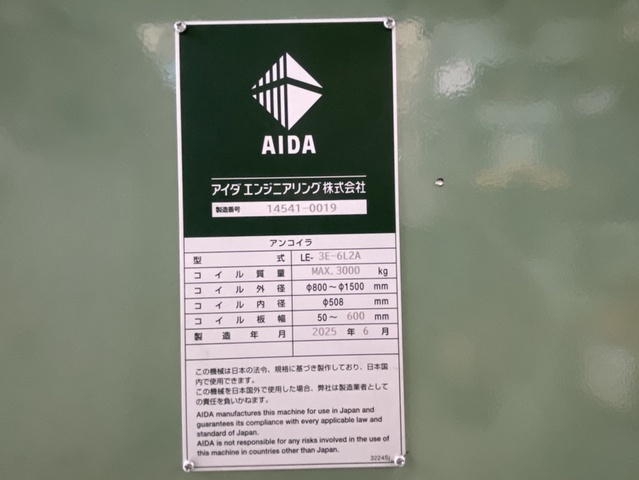 AIDA
アイダ エンジニアリング株式会社
製造番号 14541-0019
アンコイラ
型式 LE- 3E-6L2A
コイル質量 MAX.3000 kg
コイル外径 φ800～φ1500 mm
コイル内径 φ508 mm
コイル板幅 50～ 600 mm
製造年月 2025 年 6 月
この機械は日本の法令、規格に基づき製作しており、日本国
内で使用できます。
この機械を日本国外で使用した場合、弊社は製造業者として
の責任を負いかねます。
AIDA manufactures this machine for use in Japan and
guarantees its compliance with every applicable law and
standard of Japan.
AIDA is not responsible for any risks involved in the use of
this machine in countries other than Japan.
32245j